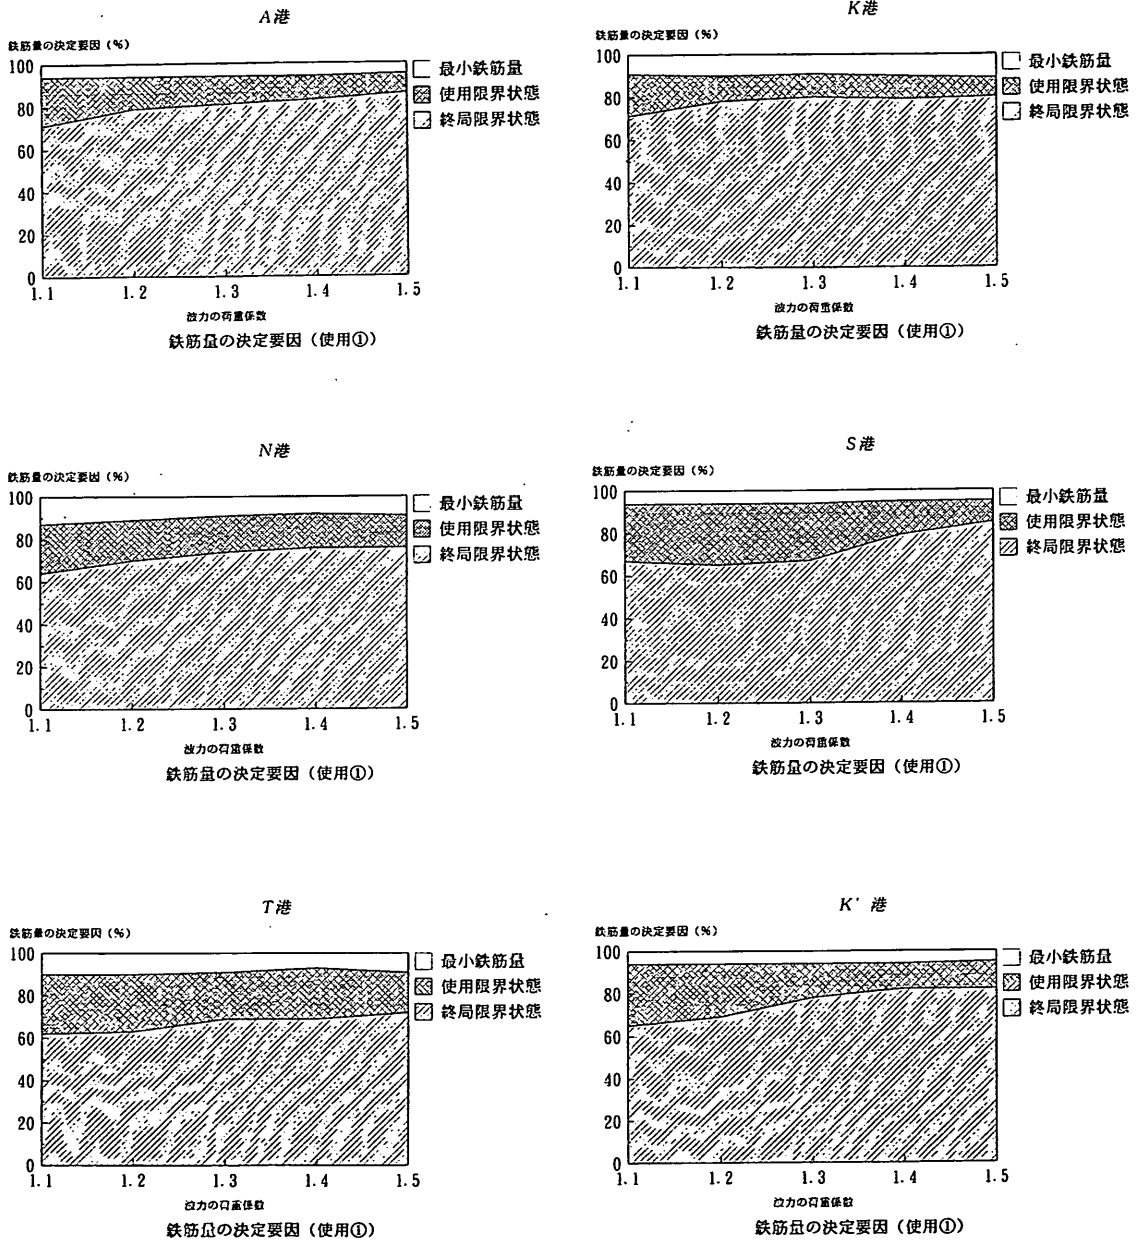 A港
鉄筋量の決定要因（％）
100
80
60
40
20
0
1.1 1.2 1.3 1.4 1.5
最小鉄筋量
使用限界状態
終局限界状態
波力の荷重係数
鉄筋量の決定要因（使用①）
K港
鉄筋量の決定要因（％）
100
80
60
40
20
0
1.1 1.2 1.3 1.4 1.5
最小鉄筋量
使用限界状態
終局限界状態
波力の荷重係数
鉄筋量の決定要因（使用①）
N港
鉄筋量の決定要因（％）
100
80
60
40
20
0
1.1 1.2 1.3 1.4 1.5
最小鉄筋量
使用限界状態
終局限界状態
波力の荷重係数
鉄筋量の決定要因（使用①）
S港
鉄筋量の決定要因（％）
100
80
60
40
20
0
1.1 1.2 1.3 1.4 1.5
最小鉄筋量
使用限界状態
終局限界状態
波力の荷重係数
鉄筋量の決定要因（使用①）
T港
鉄筋量の決定要因（％）
100
80
60
40
20
0
1.1 1.2 1.3 1.4 1.5
最小鉄筋量
使用限界状態
終局限界状態
波力の荷重係数
鉄筋量の決定要因（使用①）
K' 港
鉄筋量の決定要因（％）
100
80
60
40
20
0
1.1 1.2 1.3 1.4 1.5
最小鉄筋量
使用限界状態
終局限界状態
波力の荷重係数
鉄筋量の決定要因（使用①）